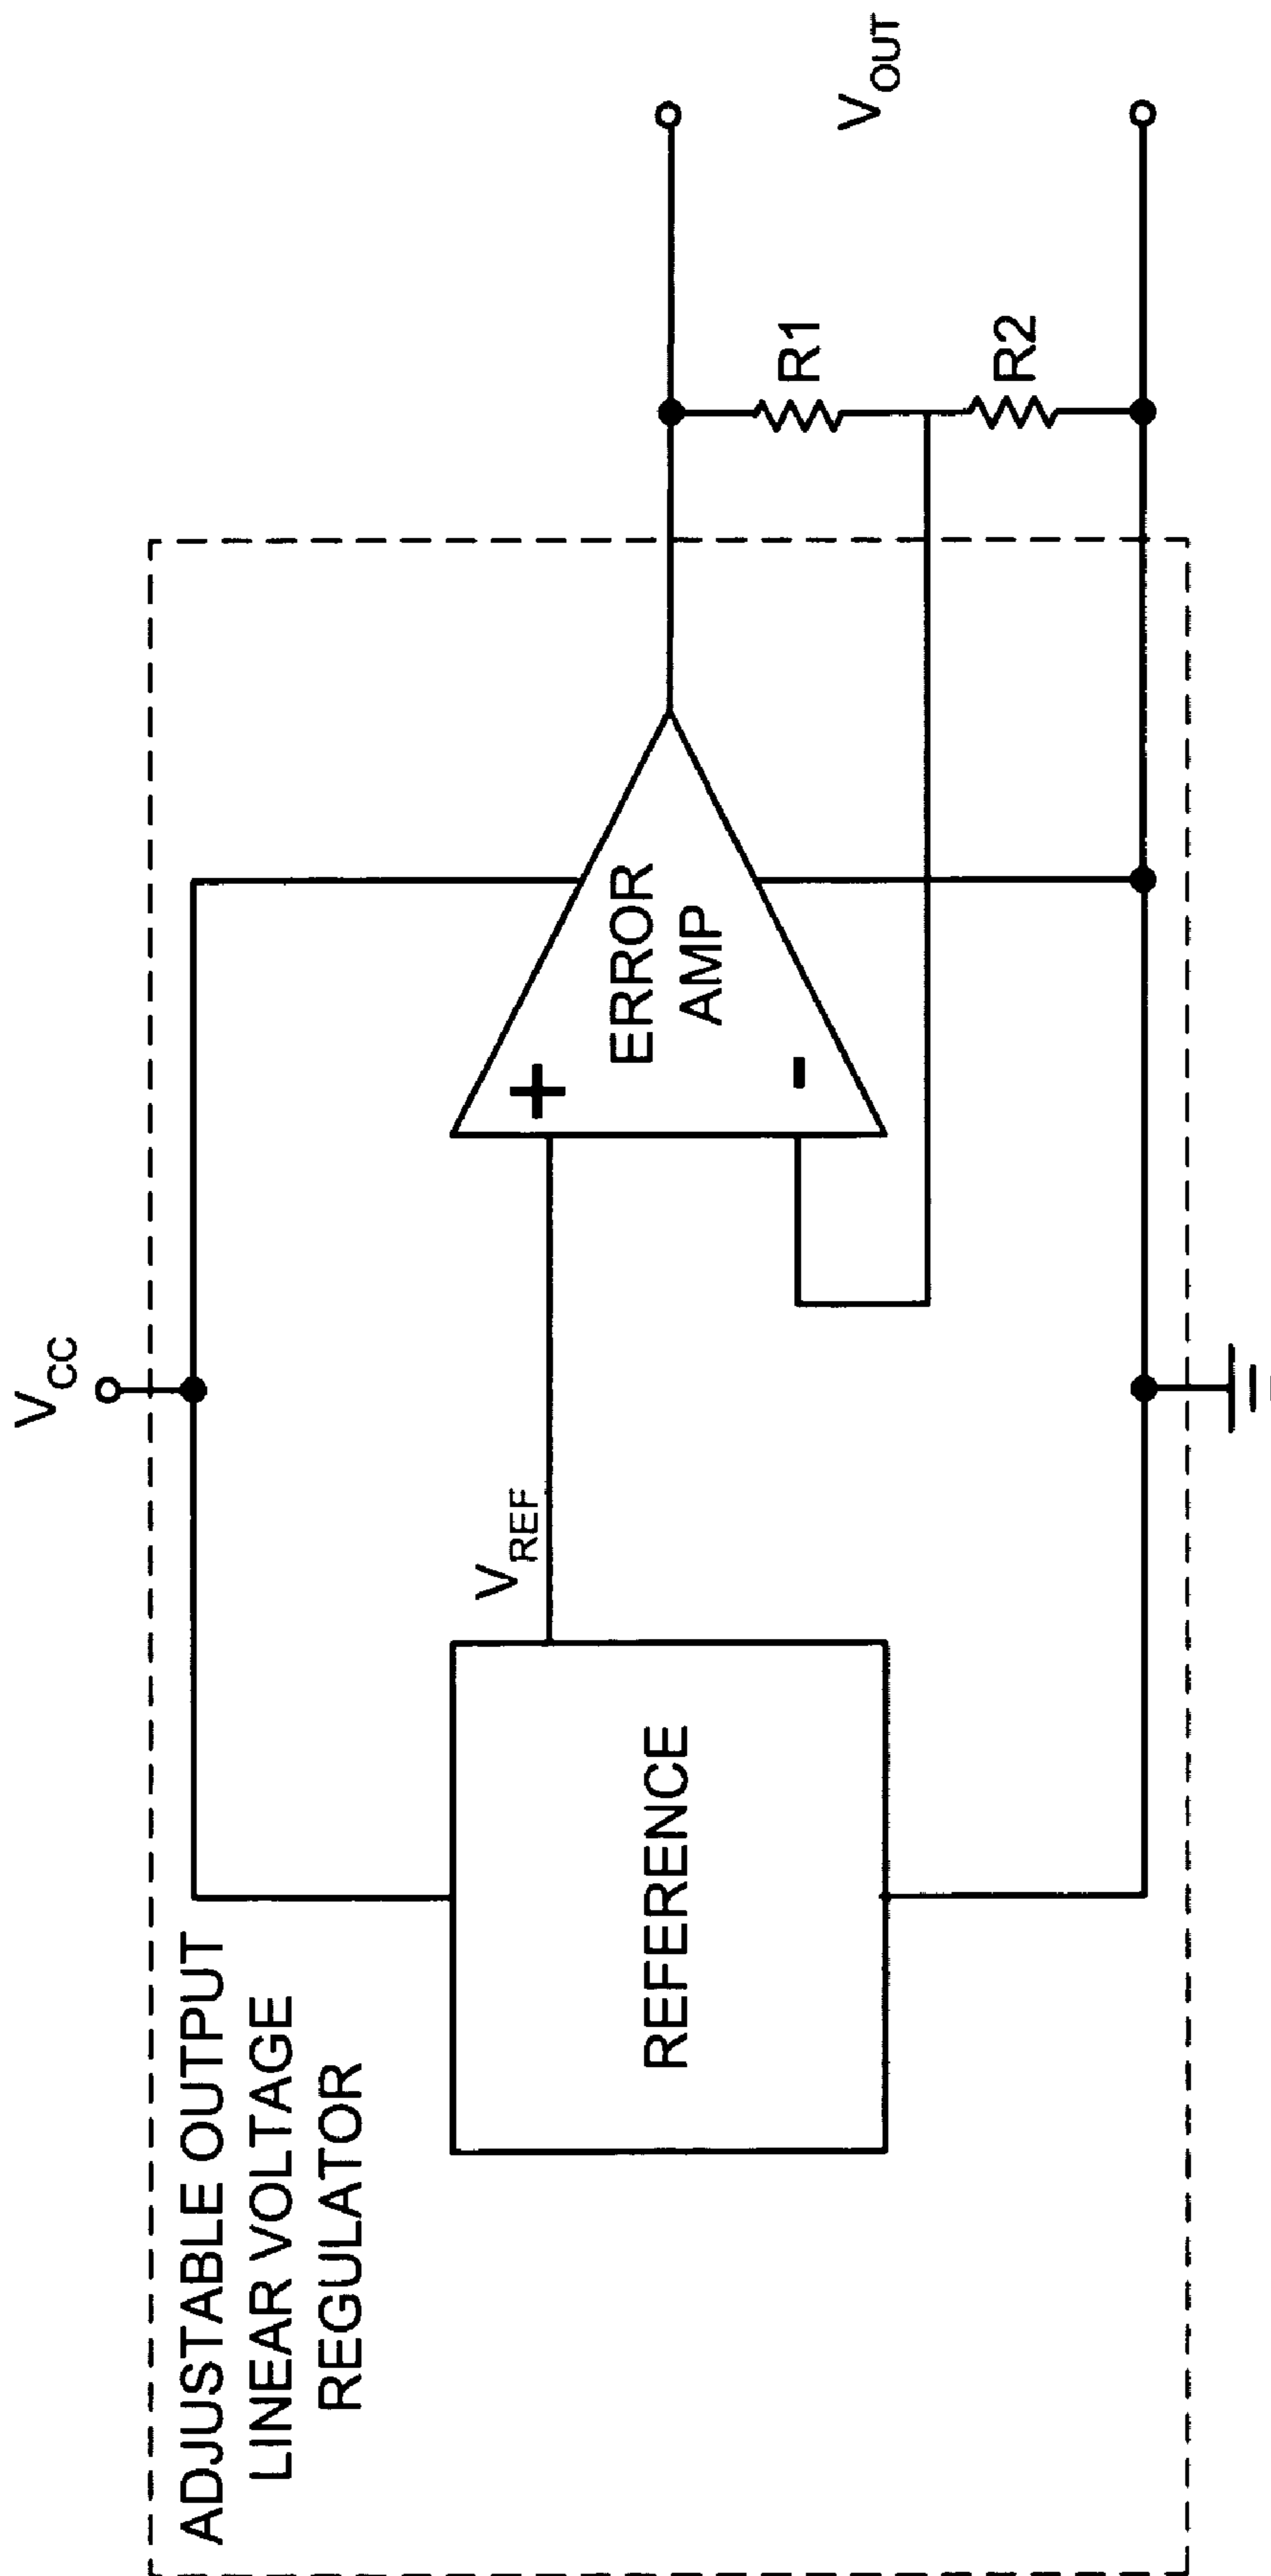 ADJUSTABLE OUTPUT
LINEAR VOLTAGE
REGULATOR
VCC
REFERENCE
VREF
+
-
ERROR
AMP
R1
R2
VOUT